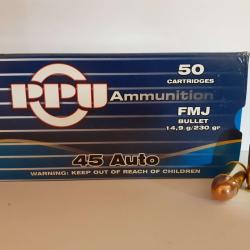 50
CARTRIDGES
PPU
Ammunition
FMJ
BULLET
14,9 g/230 gr
45 Auto
WARNING: KEEP OUT OF REACH OF CHILDREN